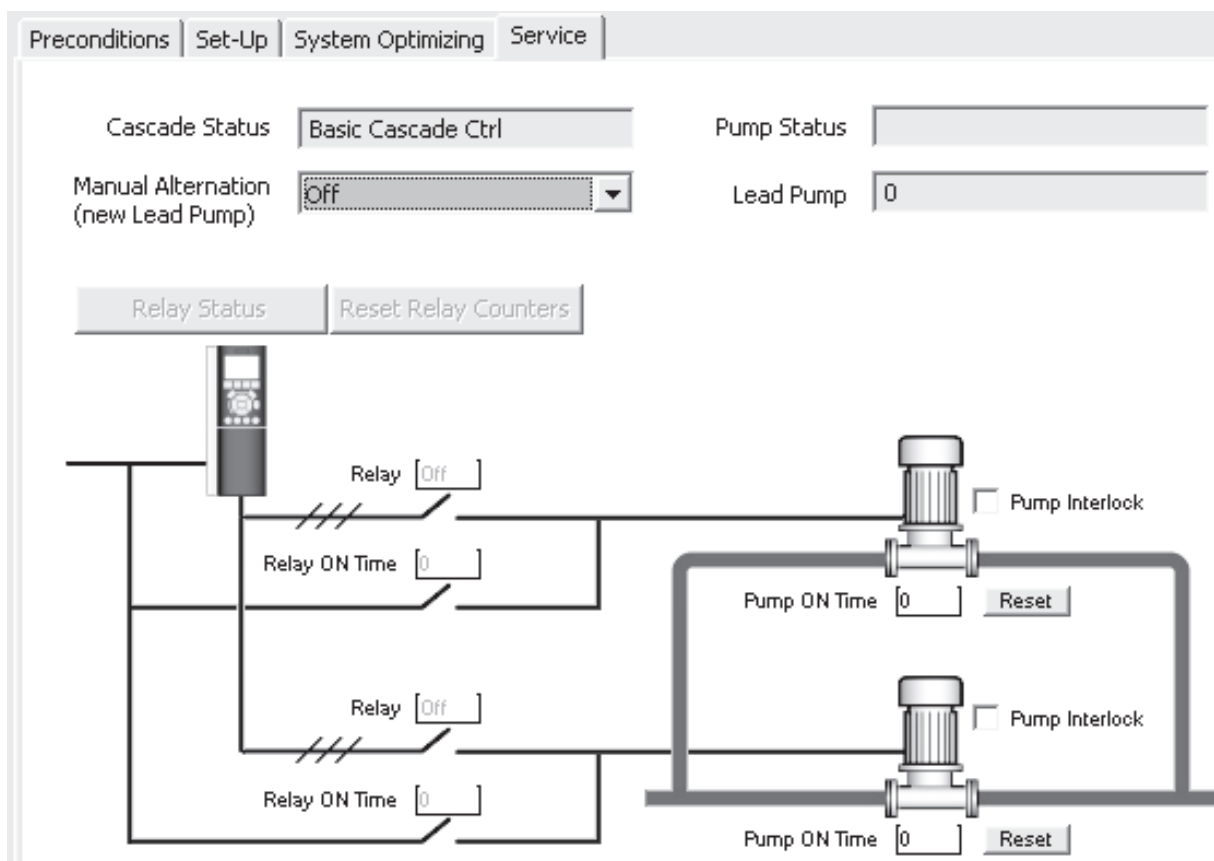 Preconditions Set-Up System Optimizing Service
Cascade Status Basic Cascade Ctrl Pump Status
Manual Alternation
(new Lead Pump) Off Lead Pump 0
Relay Status Reset Relay Counters
Relay Off
Pump Interlock
Relay ON Time 0
Pump ON Time 0 Reset
Relay Off
Pump Interlock
Relay ON Time 0
Pump ON Time 0 Reset